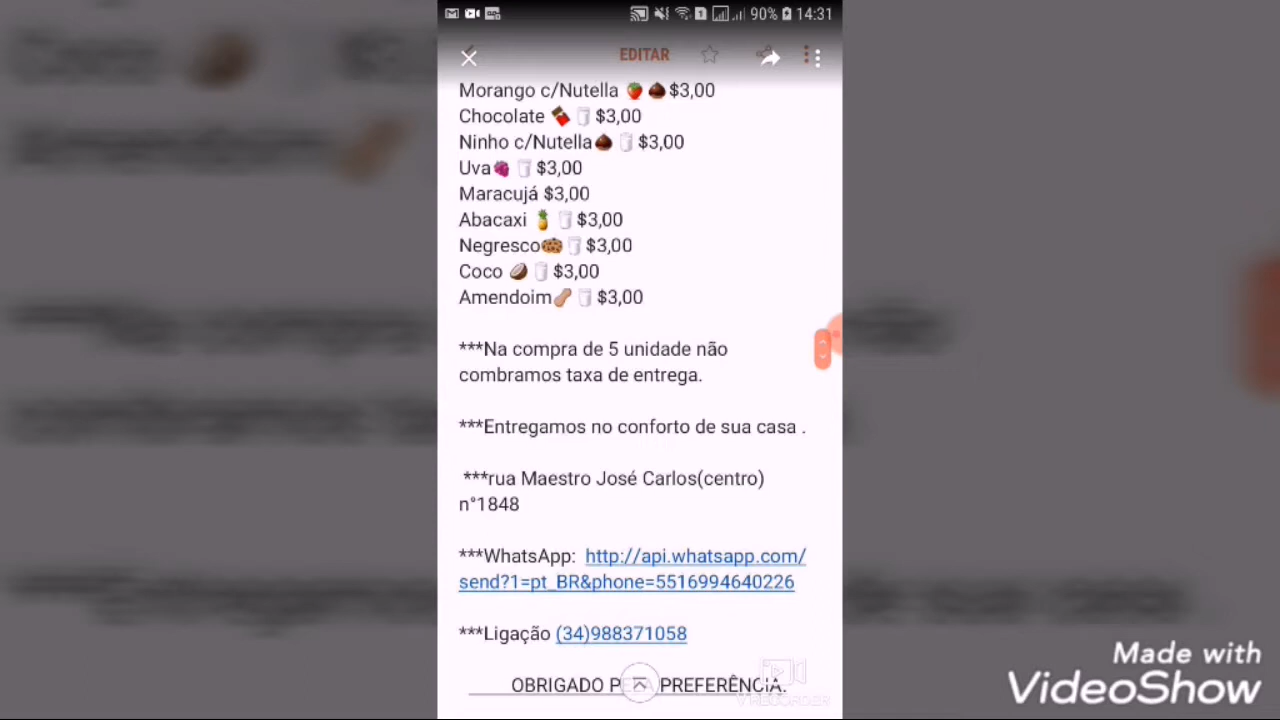 90% 14:31
EDITAR
Morango c/Nutella 🍓🌰$3,00
Chocolate 🍫🥛$3,00
Ninho c/Nutella🌰🥛$3,00
Uva🍇🥛$3,00
Maracujá $3,00
Abacaxi 🍍🥛$3,00
Negresco🍪🥛$3,00
Coco 🥥🥛$3,00
Amendoim🥜🥛$3,00
***Na compra de 5 unidade não
combramos taxa de entrega.
***Entregamos no conforto de sua casa .
***rua Maestro José Carlos(centro)
n°1848
***WhatsApp: http://api.whatsapp.com/
send?1=pt_BR&phone=5516994640226
***Ligação (34)988371058
OBRIGADO PREFERÊNCIA.
Made with
VideoShow